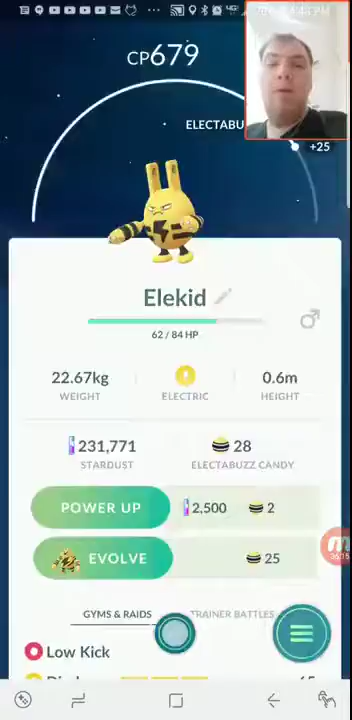 CP679
ELECTABU
+25
Elekid
62 / 84 HP
22.67kg
WEIGHT
ELECTRIC
0.6m
HEIGHT
231,771
STARDUST
28
ELECTABUZZ CANDY
POWER UP
2,500
2
EVOLVE
25
GYMS & RAIDS
TRAINER BATTLES
Low Kick